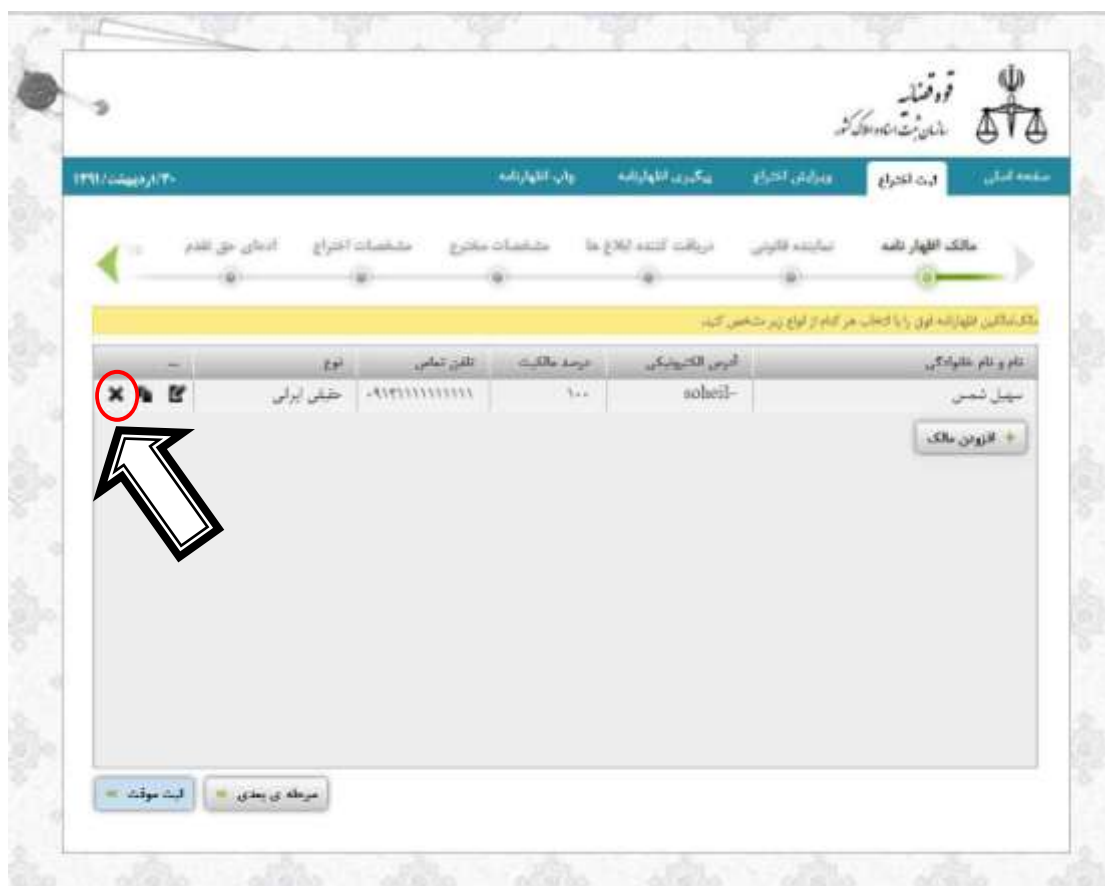 قوه قضاییه
سازمان ثبت اسناد و املاک کشور
صفحه اصلی ثبت اختراع ویرایش اختراع پیگیری اظهارنامه چاپ اظهارنامه ۳۰/اردیبهشت/۱۳۹۱
مالک اظهار نامه نماینده قانونی دریافت کننده ابلاغ ها مشخصات مخترع مشخصات اختراع ادعای حق تقدم
مالک/مالکین اظهارنامه فوق را با انتخاب هر کدام از انواع زیر مشخص کنید.
نام و نام خانوادگی آدرس الکترونیکی درصد مالکیت تلفن تماس نوع ...
سهیل شمس soheil- ۱۰۰ حقیقی ایرانی
+ افزودن مالک
مرحله ی بعدی ثبت موقت